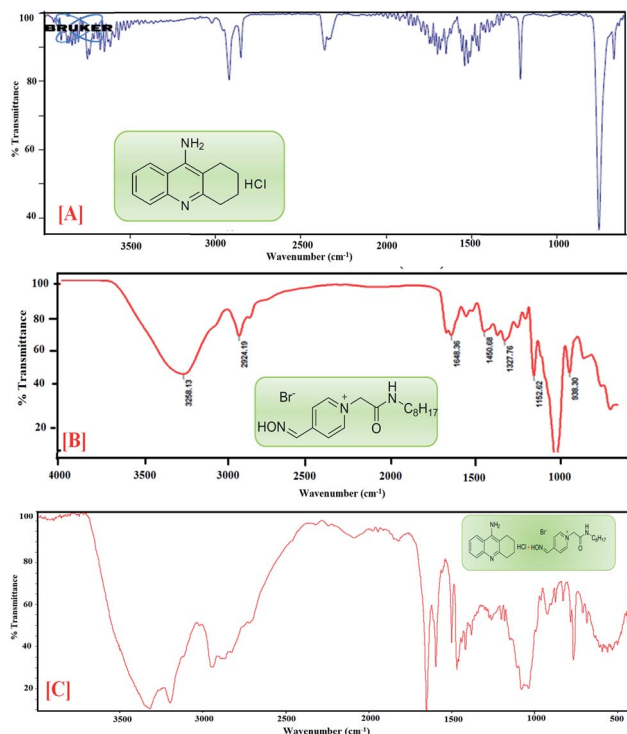 100
80
60
40
% Transmittance
BRUKER
NH2
N
HCl
[A]
3500
3000
2500
2000
1500
1000
Wavenumber (cm-1)
100
80
60
40
20
% Transmittance
3258.13
2924.19
1648.36
1450.68
1327.76
1152.62
938.30
Br-
H
N
N+
C8H17
HON
O
[B]
4000
3500
3000
2500
2000
1500
1000
Wavenumber (cm-1)
100
80
60
40
20
% Transmittance
NH2
N
HCl
+
HON
Br-
N+
H
N
C8H17
O
[C]
4000
3500
3000
2500
2000
1500
1000
500
Wavenumber (cm-1)